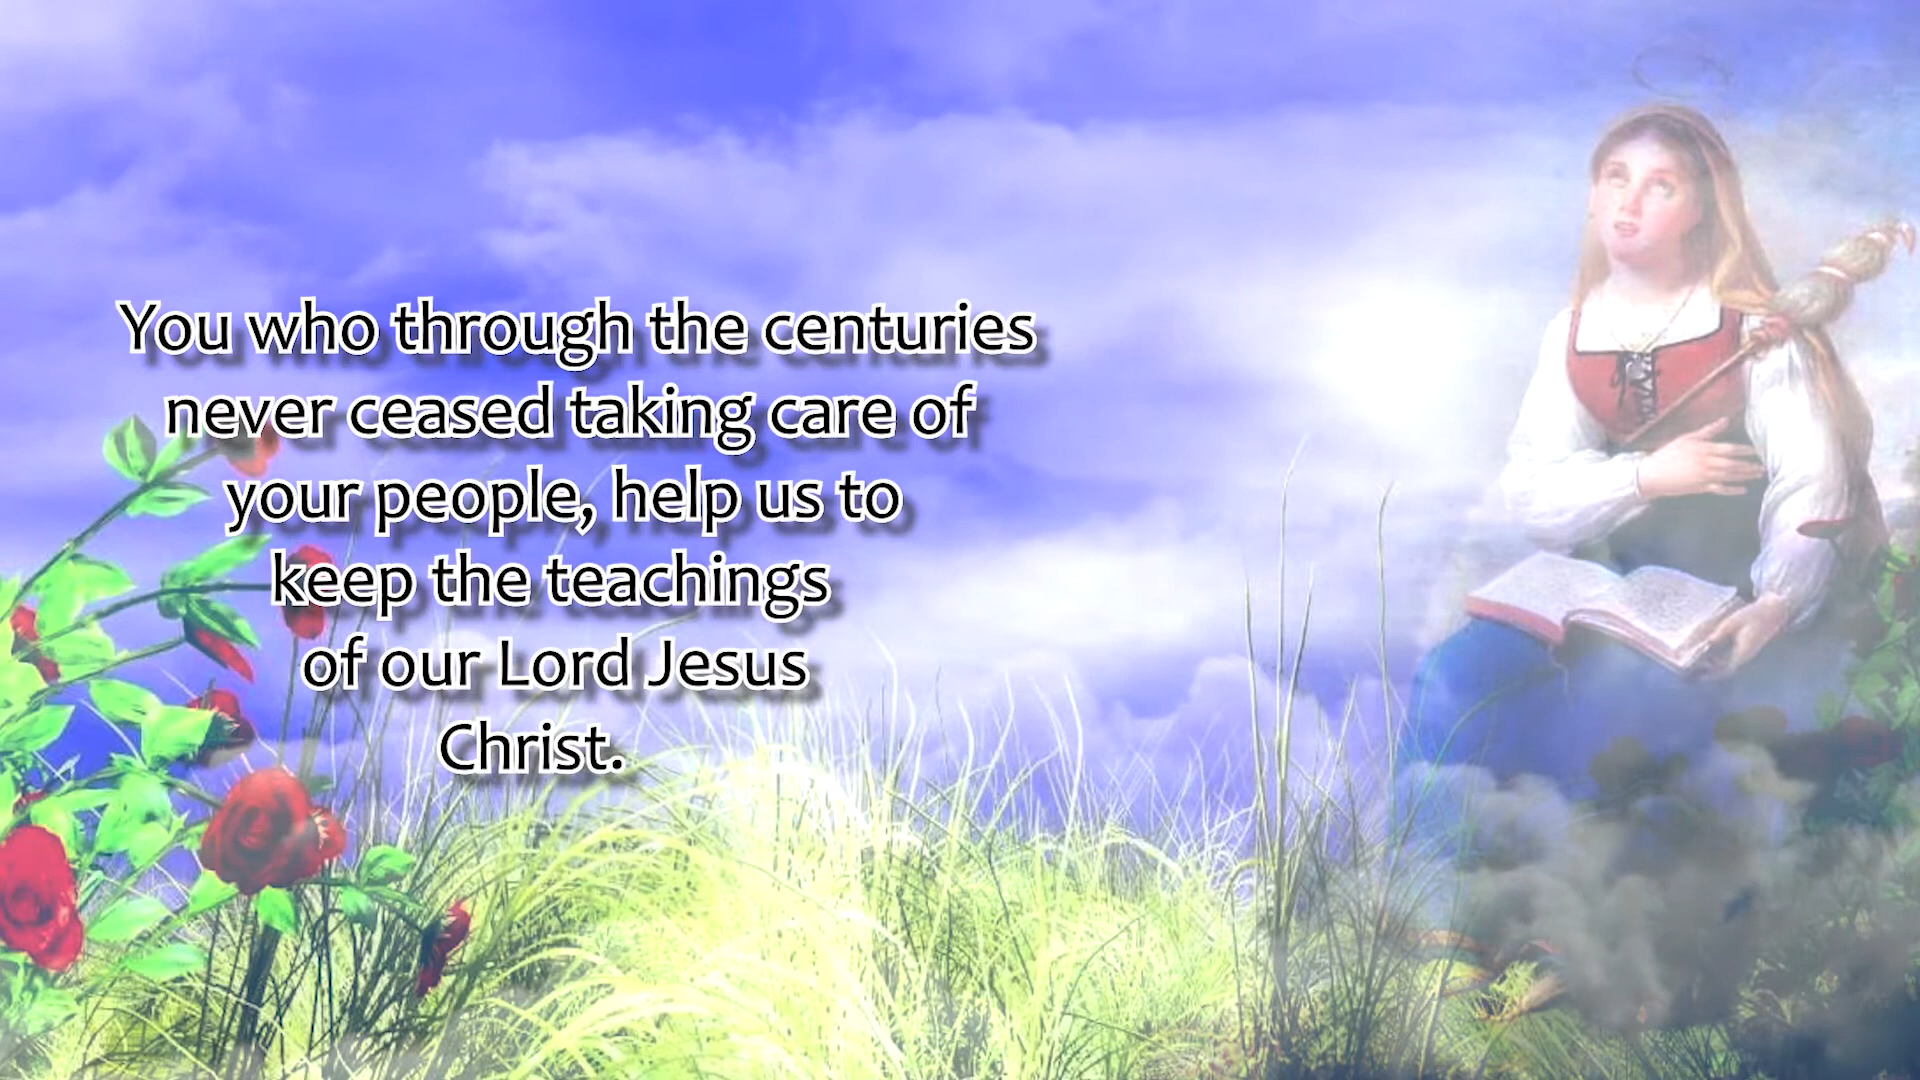 You who through the centuries
never ceased taking care of
your people, help us to
keep the teachings
of our Lord Jesus
Christ.